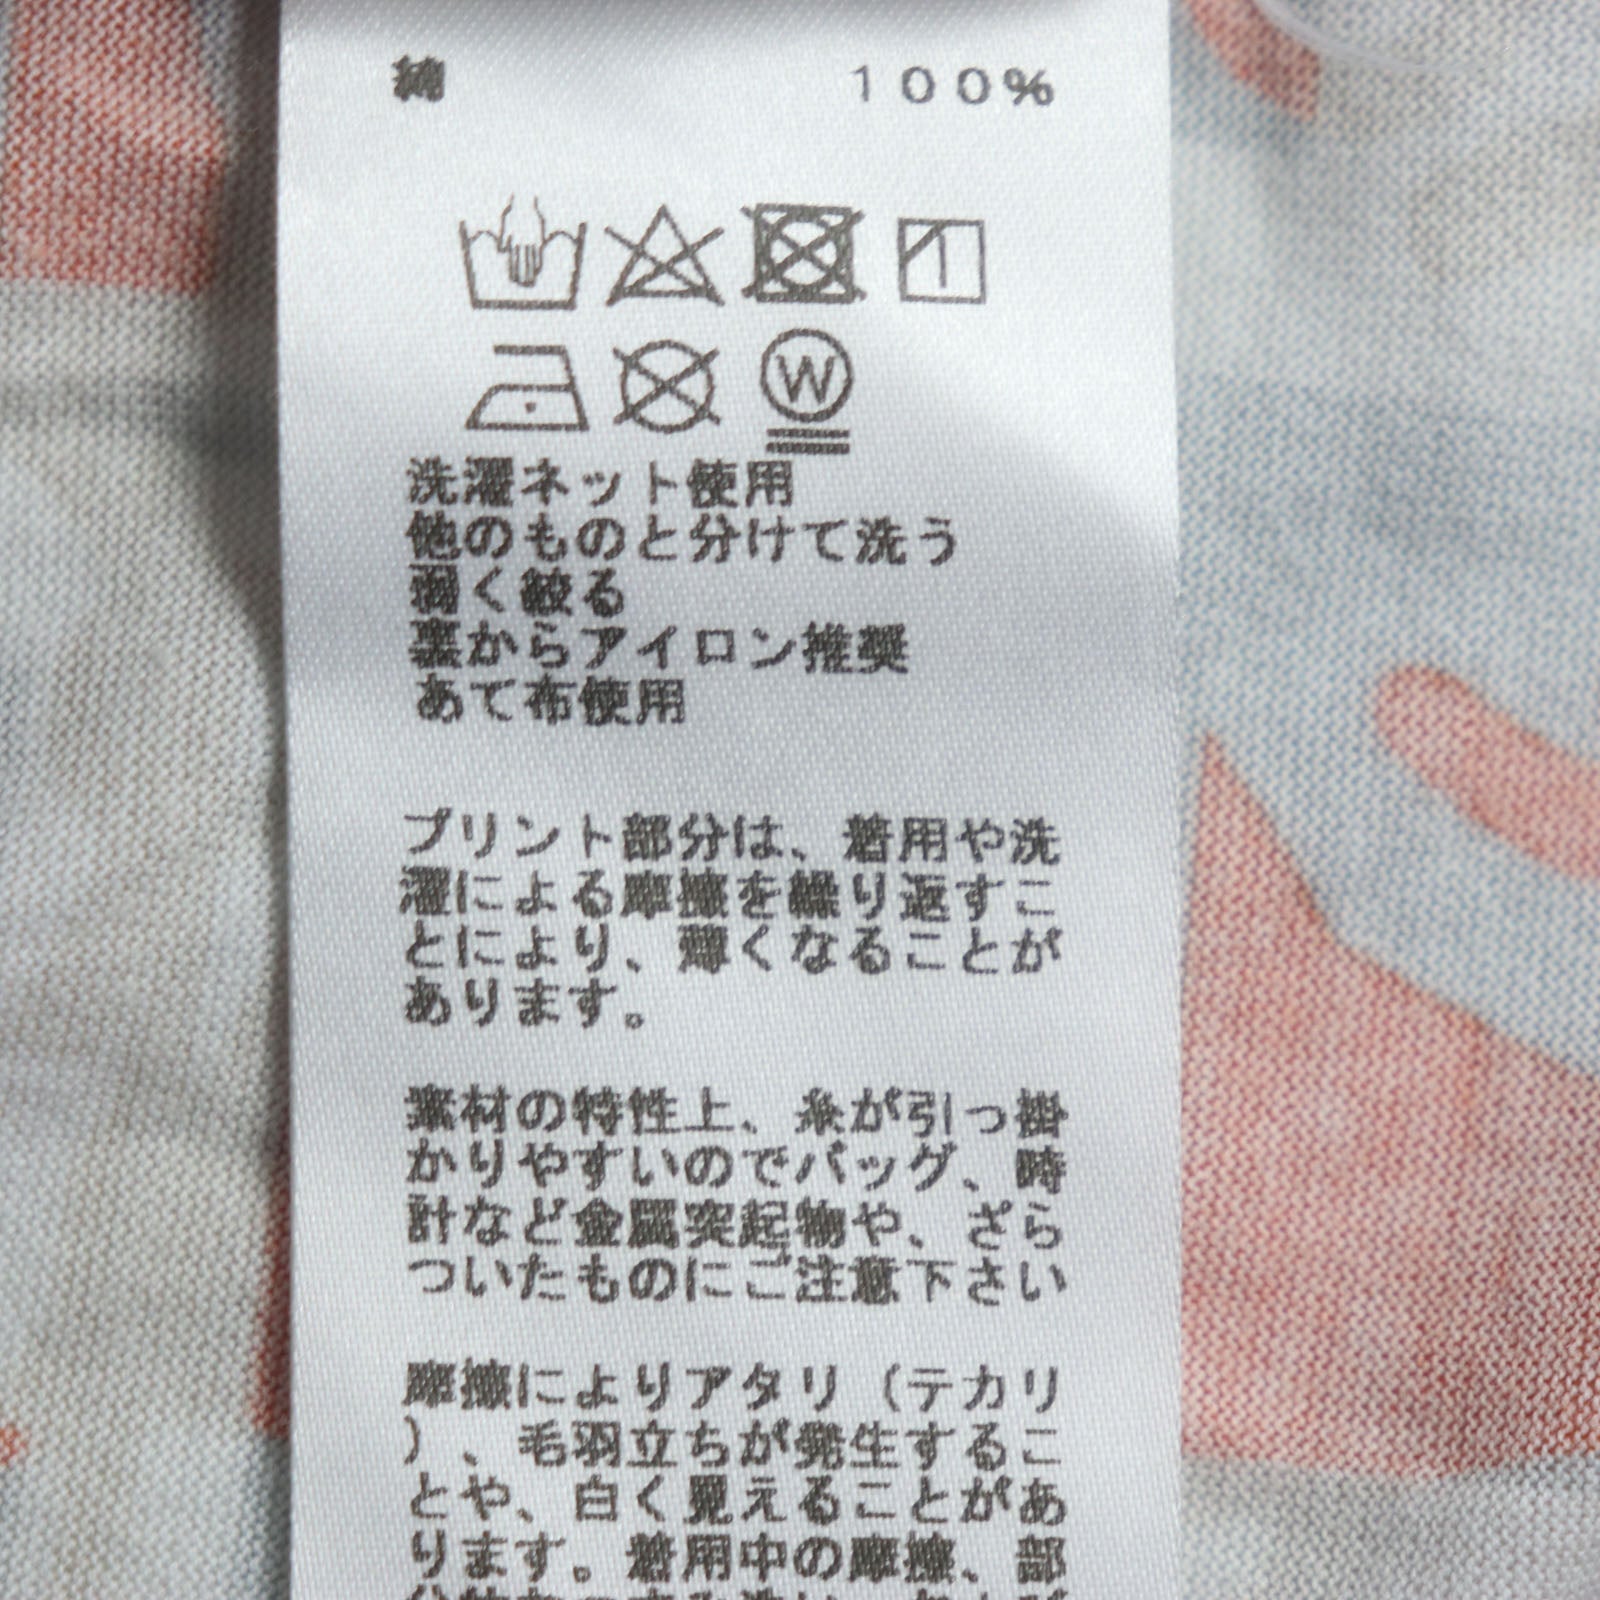 綿 100%
W
洗濯ネット使用
他のものと分けて洗う
弱く絞る
裏からアイロン推奨
あて布使用
プリント部分は、着用や洗
濯による摩擦を繰り返すこ
とにより、薄くなることが
あります。
素材の特性上、糸が引っ掛
かりやすいのでバッグ、時
計など金属突起物や、ざら
ついたものにご注意下さい
摩擦によりアタリ（テカリ
）、毛羽立ちが発生するこ
とや、白く見えることがあ
ります。着用中の摩擦、部